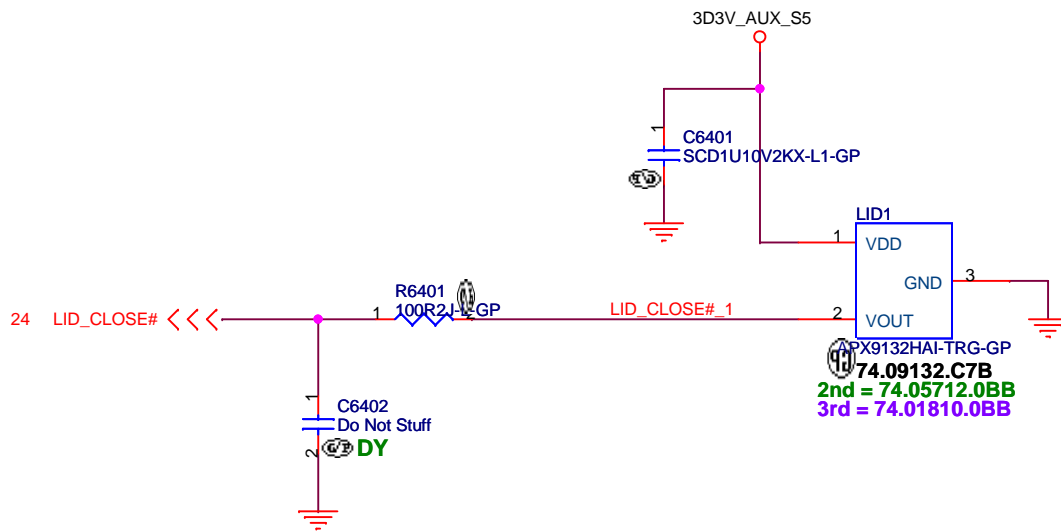 3D3V_AUX_S5
1
C6401
SCD1U10V2KX-L1-GP
LID1
1
VDD
GND
3
R6401
1
100R2J-L-GP
LID_CLOSE#_1
2
VOUT
24
LID_CLOSE#
APX9132HAI-TRG-GP
74.09132.C7B
2nd = 74.05712.0BB
3rd = 74.01810.0BB
1
C6402
Do Not Stuff
2
DY